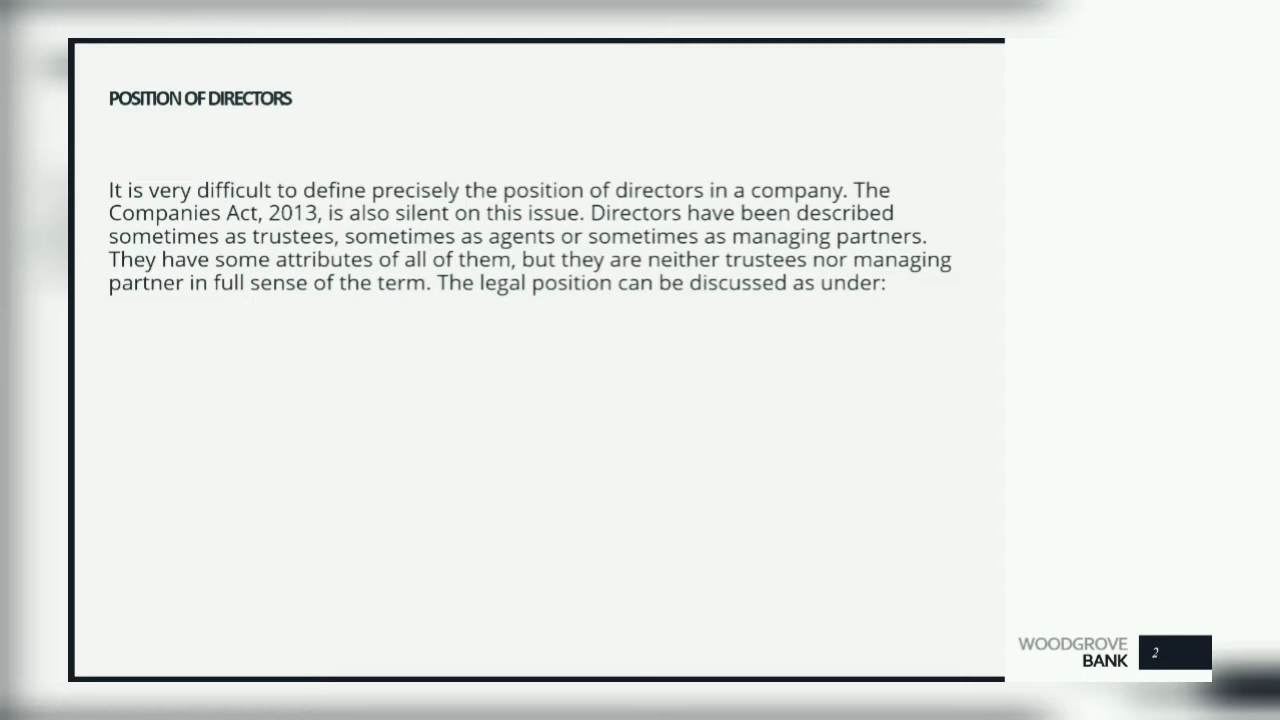 POSITION OF DIRECTORS
It is very difficult to define precisely the position of directors in a company. The
Companies Act, 2013, is also silent on this issue. Directors have been described
sometimes as trustees, sometimes as agents or sometimes as managing partners.
They have some attributes of all of them, but they are neither trustees nor managing
partner in full sense of the term. The legal position can be discussed as under:
WOODGROVE
BANK
2